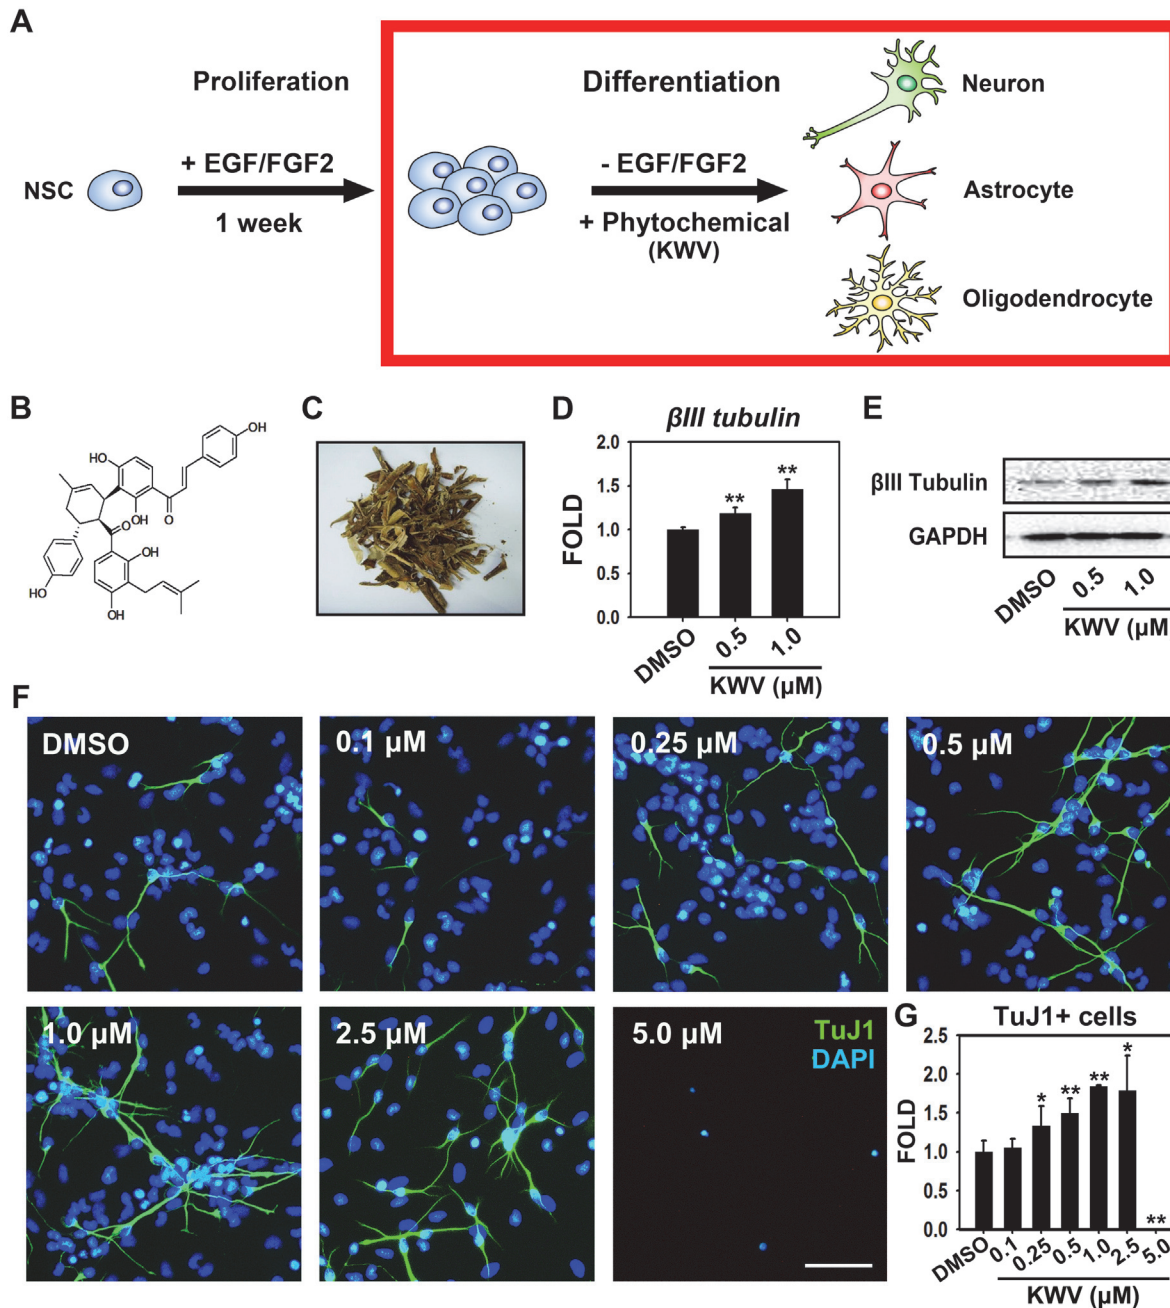 A
Proliferation
Differentiation
NSC
+ EGF/FGF2
1 week
- EGF/FGF2
+ Phytochemical
(KWV)
Neuron
Astrocyte
Oligodendrocyte
B
OH
HO
OH
O
O
OH
HO
OH
C
D
βIII tubulin
FOLD
2.0
1.5
1.0
0.5
0.0
**
**
DMSO
0.5
1.0
KWV (µM)
E
βIII Tubulin
GAPDH
DMSO
0.5
1.0
KWV (µM
F
DMSO
0.1 µM
0.25 µM
0.5 µM
1.0 µM
2.5 µM
5.0 µM
TuJ1
DAPI
G
TuJ1+ cells
FOLD
2.5
2.0
1.5
1.0
0.5
0.0
*
**
**
*
**
DMSO
0.1
0.25
0.5
1.0
2.5
5.0
KWV (µM)